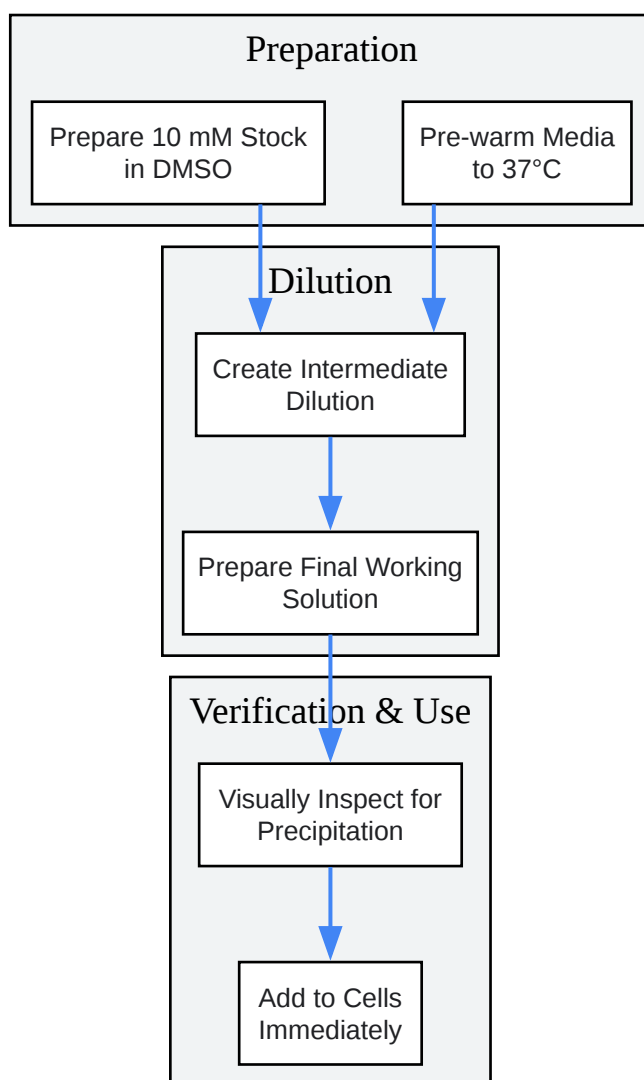 Preparation
Prepare 10 mM Stock
in DMSO
Pre-warm Media
to 37°C
Dilution
Create Intermediate
Dilution
Prepare Final Working
Solution
Verification & Use
Visually Inspect for
Precipitation
Add to Cells
Immediately